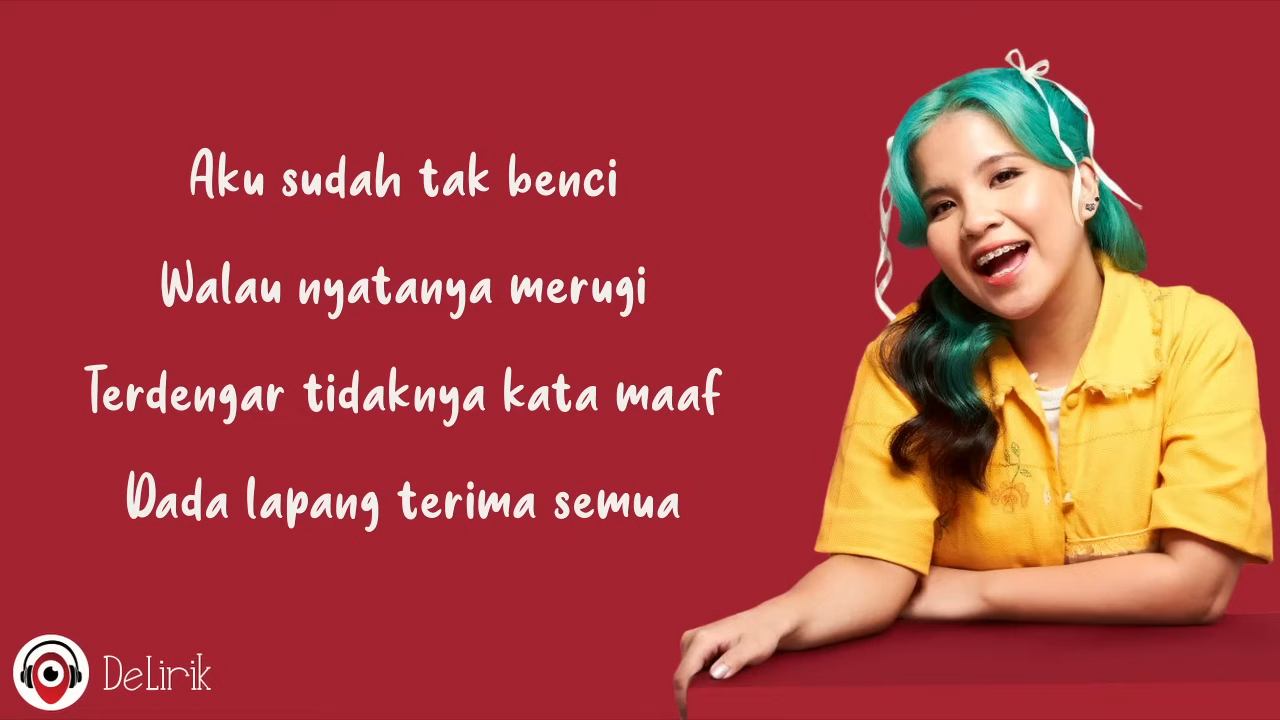 Aku sudah tak benci
Walau nyatanya merugi
Terdengar tidaknya kata maaf
Dada lapang terima semua
DeLirik